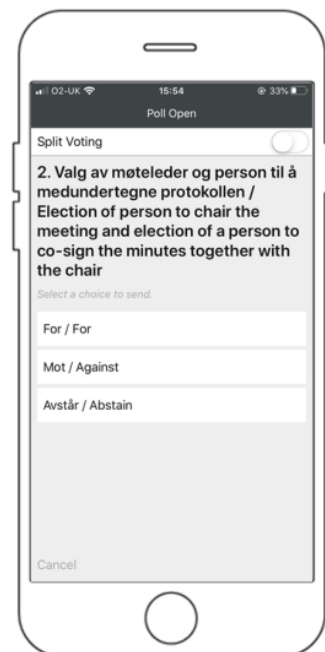 O2-UK 15:54 33%
Poll Open
Split Voting
2. Valg av møteleder og person til å
medundertegne protokollen /
Election of person to chair the
meeting and election of a person to
co-sign the minutes together with
the chair
Select a choice to send.
For / For
Mot / Against
Avstår / Abstain
Cancel